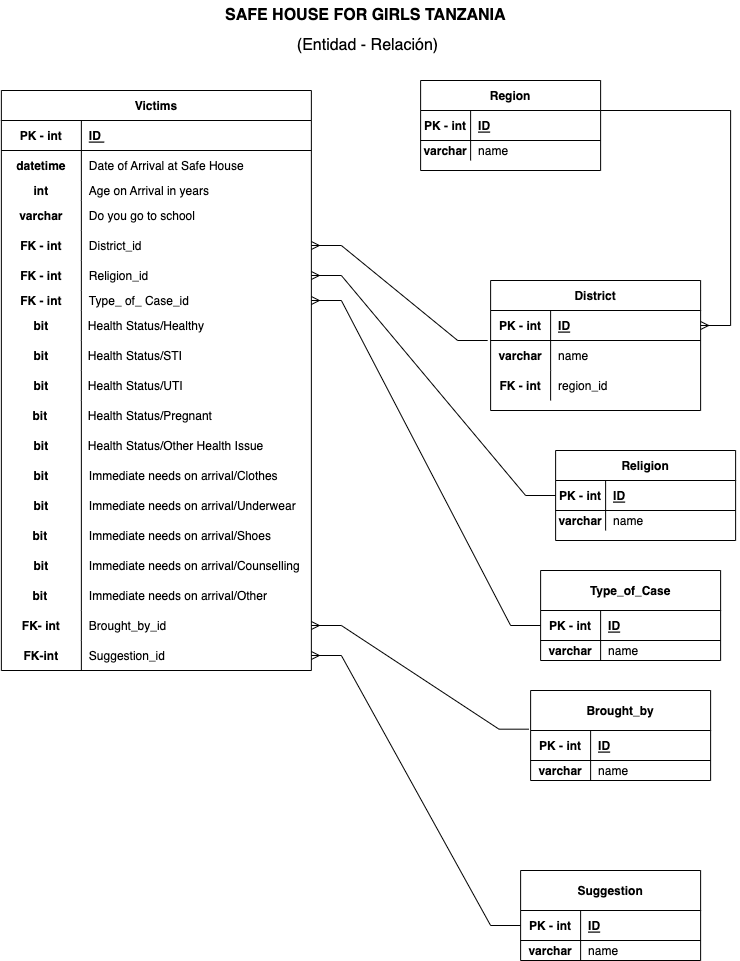 SAFE HOUSE FOR GIRLS TANZANIA
(Entidad - Relación)
Victims
PK - int ID
datetime Date of Arrival at Safe House
int Age on Arrival in years
varchar Do you go to school
FK - int District_id
FK - int Religion_id
FK - int Type_ of_ Case_id
bit Health Status/Healthy
bit Health Status/STI
bit Health Status/UTI
bit Health Status/Pregnant
bit Health Status/Other Health Issue
bit Immediate needs on arrival/Clothes
bit Immediate needs on arrival/Underwear
bit Immediate needs on arrival/Shoes
bit Immediate needs on arrival/Counselling
bit Immediate needs on arrival/Other
FK- int Brought_by_id
FK-int Suggestion_id
Region
PK - int ID
varchar name
District
PK - int ID
varchar name
FK - int region_id
Religion
PK - int ID
varchar name
Type_of_Case
PK - int ID
varchar name
Brought_by
PK - int ID
varchar name
Suggestion
PK - int ID
varchar name